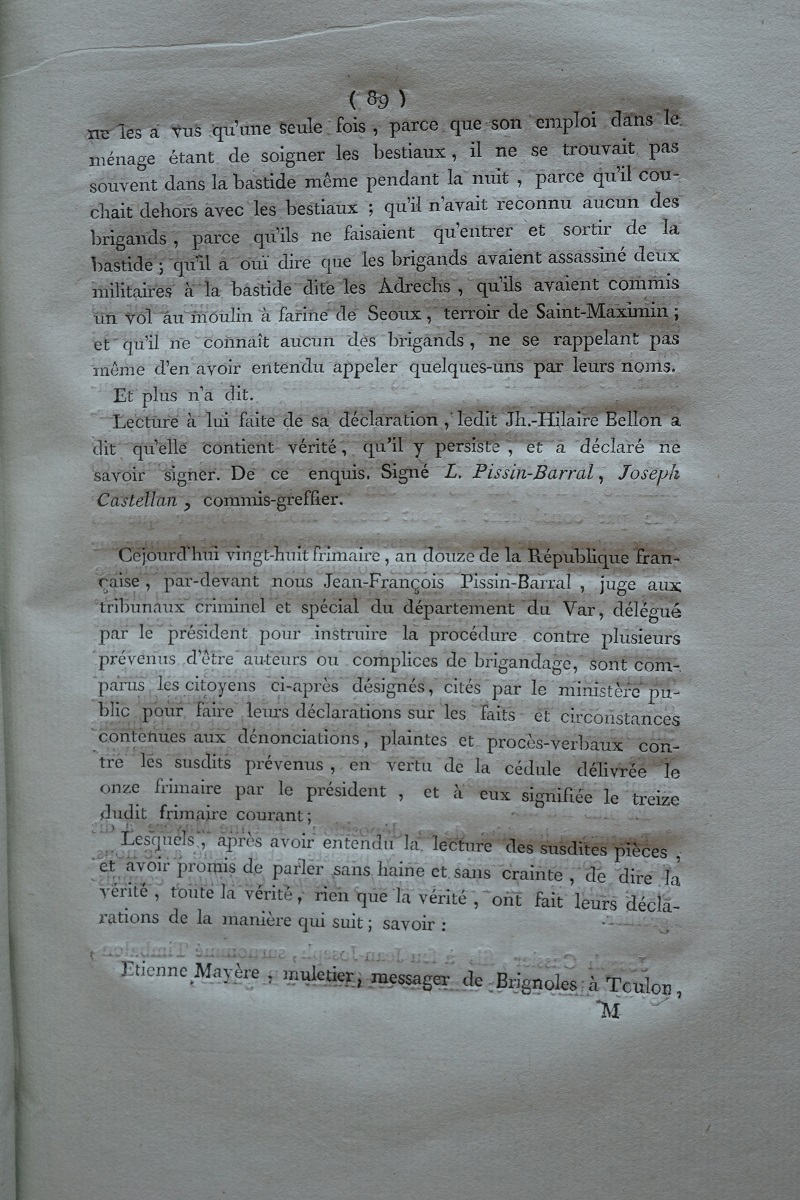 ( 89 )
ne les a vus qu'une seule fois , parce que son emploi dans le
ménage étant de soigner les bestiaux , il ne se trouvait pas
souvent dans la bastide même pendant la nuit , parce qu'il cou-
chait dehors avec les bestiaux ; qu'il n'avait reconnu aucun des
brigands , parce qu'ils ne faisaient qu'entrer et sortir de la
bastide ; qu'il a ouï dire que les brigands avaient assassiné deux
militaires à la bastide dite les Adrechs , qu'ils avaient commis
un vol au moulin à farine de Seoux , terroir de Saint-Maximin ;
et qu'il ne connaît aucun des brigands , ne se rappelant pas
même d'en avoir entendu appeler quelques-uns par leurs noms.
Et plus n'a dit.
Lecture à lui faite de sa déclaration , ledit Jh.-Hilaire Bellon a
dit qu'elle contient vérité , qu'il y persiste , et a déclaré ne
savoir signer. De ce enquis. Signé L. Pissin-Barral , Joseph
Castellan , commis-greffier.
Cejourd'hui vingt-huit frimaire , an douze de la République fran-
çaise , par-devant nous Jean-François Pissin-Barral , juge aux
tribunaux criminel et spécial du département du Var, délégué
par le président pour instruire la procédure contre plusieurs
prévenus d'être auteurs ou complices de brigandage, sont com-
parus les citoyens ci-après désignés, cités par le ministère pu-
blic pour faire leurs déclarations sur les faits et circonstances
contenues aux dénonciations, plaintes et procès-verbaux con-
tre les susdits prévenus , en vertu de la cédule délivrée le
onze frimaire par le président , et à eux signifiée le treize
dudit frimaire courant ;
Lesquels , après avoir entendu la lecture des susdites pièces ,
et avoir promis de parler sans haine et sans crainte , de dire la
vérité , toute la vérité , rien que la vérité , ont fait leurs décla-
rations de la manière qui suit ; savoir :
Etienne Mayère , muletier, messager de Brignoles à Toulon,
M